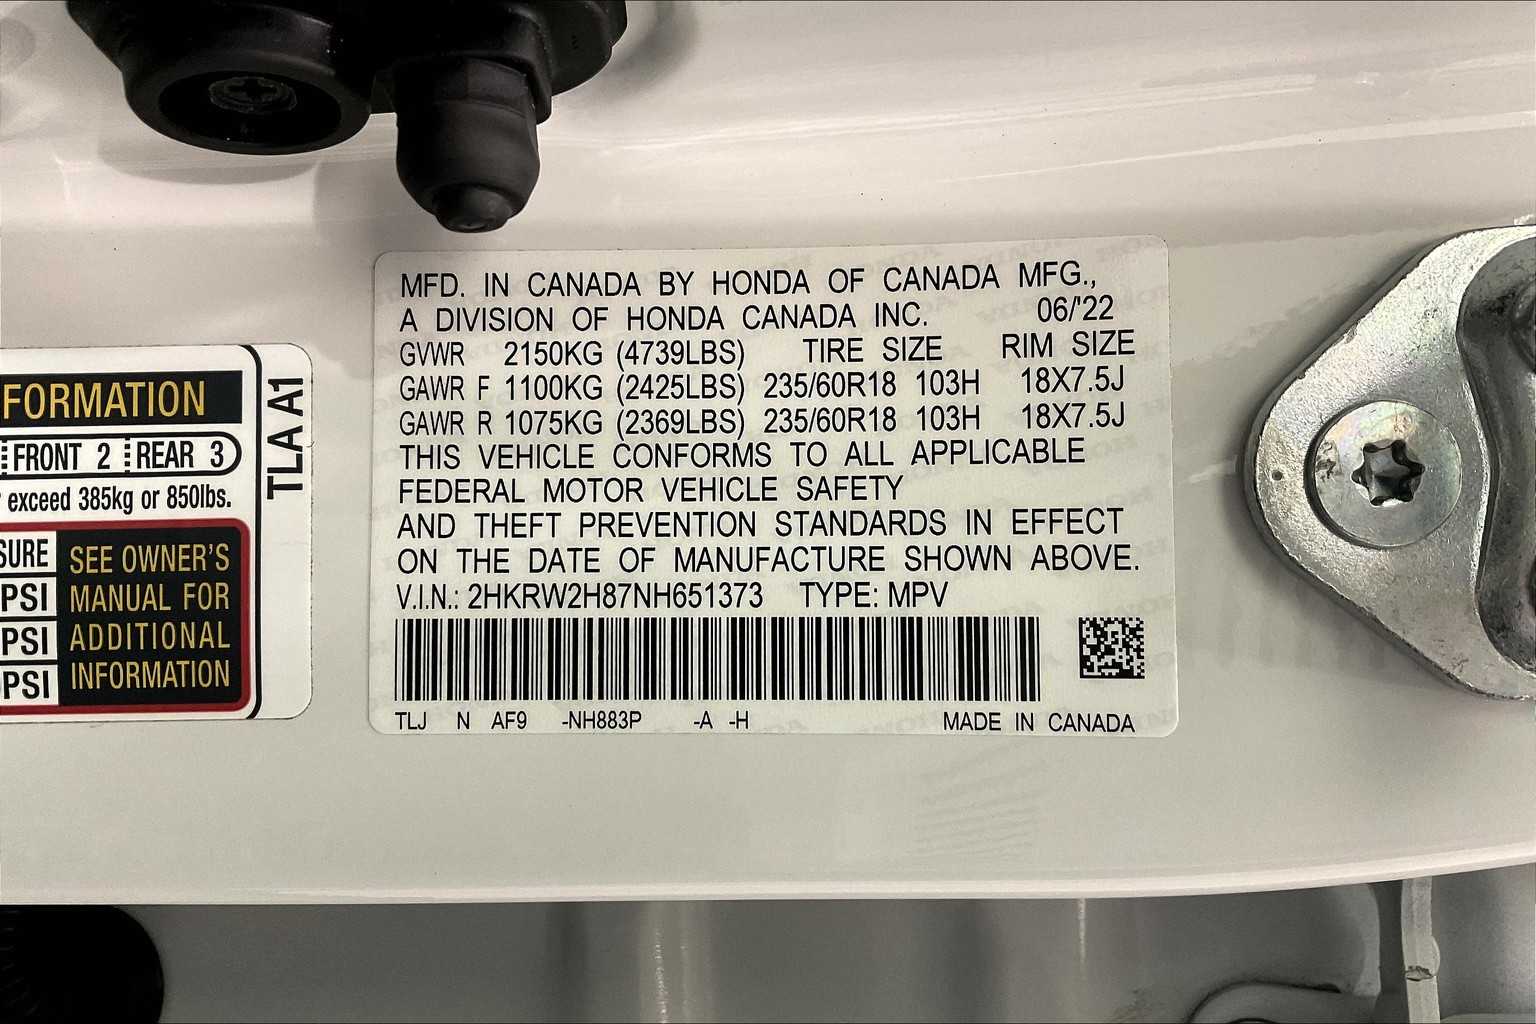 MFD. IN CANADA BY HONDA OF CANADA MFG.,
A DIVISION OF HONDA CANADA INC. 06/'22
GVWR 2150KG (4739LBS) TIRE SIZE RIM SIZE
GAWR F 1100KG (2425LBS) 235/60R18 103H 18X7.5J
GAWR R 1075KG (2369LBS) 235/60R18 103H 18X7.5J
THIS VEHICLE CONFORMS TO ALL APPLICABLE
FEDERAL MOTOR VEHICLE SAFETY
AND THEFT PREVENTION STANDARDS IN EFFECT
ON THE DATE OF MANUFACTURE SHOWN ABOVE.
V.I.N.: 2HKRW2H87NH651373 TYPE: MPV
TLJ N AF9 -NH883P -A -H MADE IN CANADA
FORMATION
FRONT 2 REAR 3
exceed 385kg or 850lbs.
SURE
PSI
PSI
PSI
SEE OWNER'S
MANUAL FOR
ADDITIONAL
INFORMATION
TLA A1